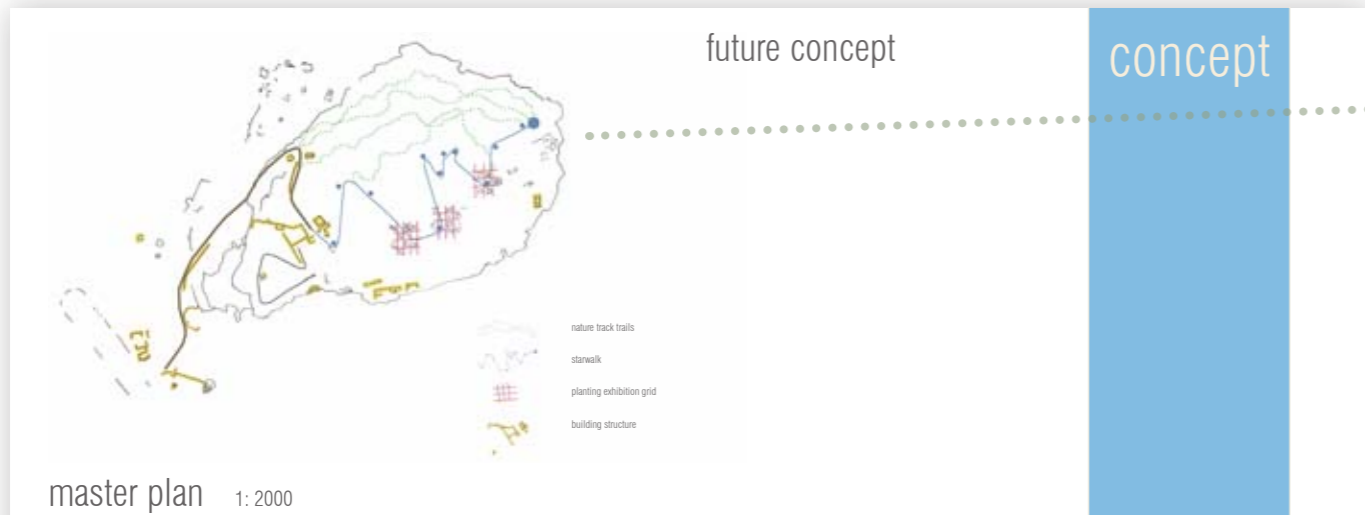 future concept
concept
nature track trails
starwalk
planting exhibition grid
building structure
master plan 1: 2000